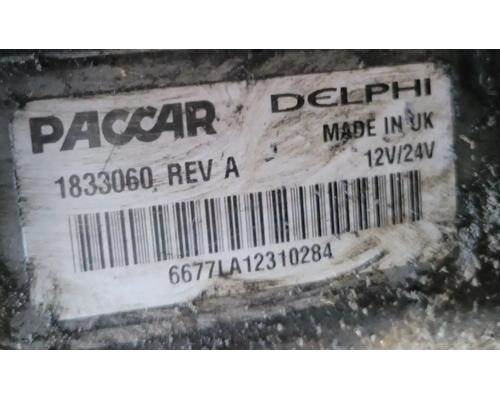 PACCAR DELPHI
MADE IN UK
1833060 REV A 12V/24V
6677LA12310284